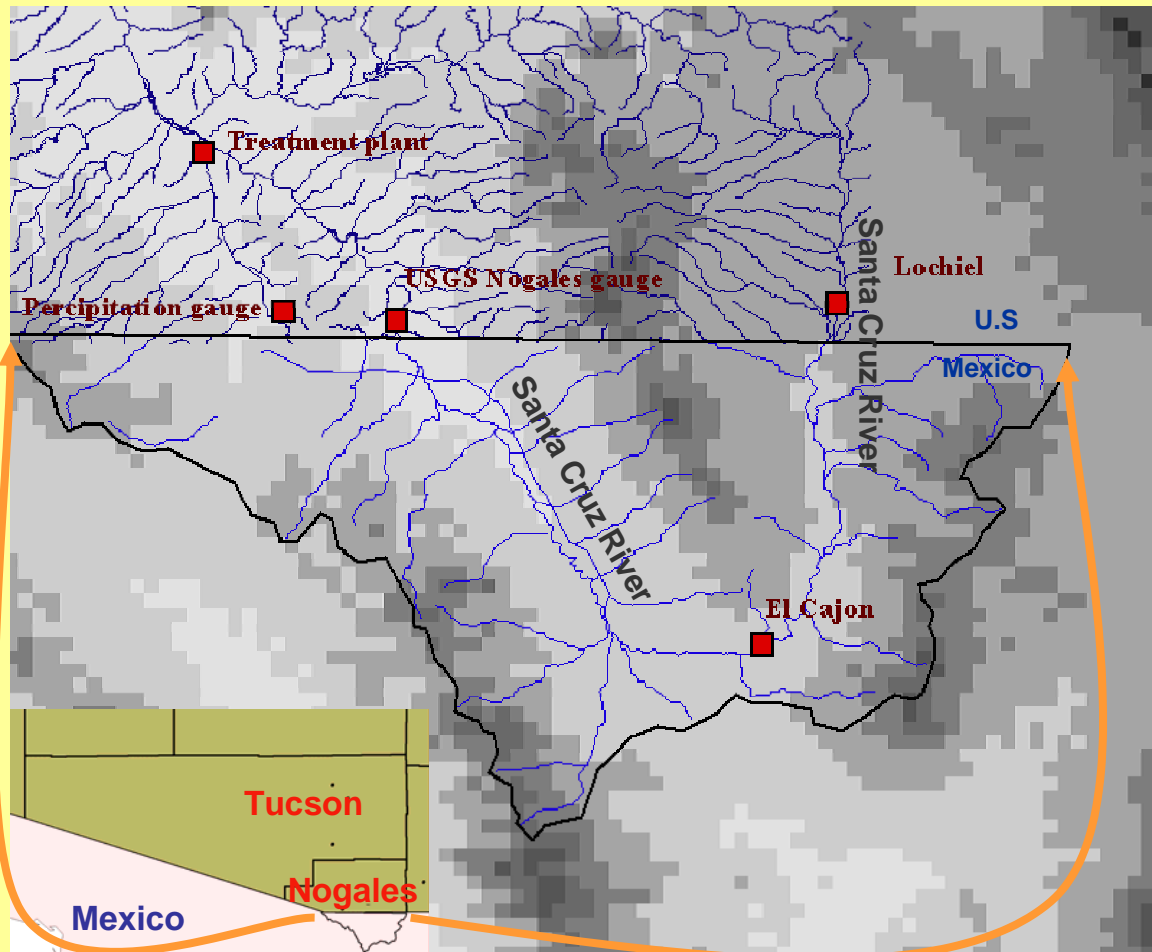 Treatment plant
Santa Cruz River
Lochiel
USGS Nogales gauge
Percipitation gauge
U.S
Mexico
Santa Cruz River
El Cajon
Tucson
Nogales
Mexico